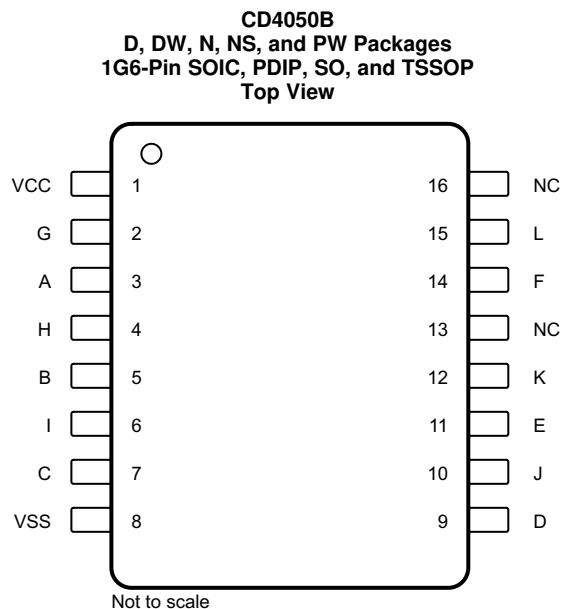 CD4050B
D, DW, N, NS, and PW Packages
1G6-Pin SOIC, PDIP, SO, and TSSOP
Top View
VCC 1 16 NC
G 2 15 L
A 3 14 F
H 4 13 NC
B 5 12 K
I 6 11 E
C 7 10 J
VSS 8 9 D
Not to scale